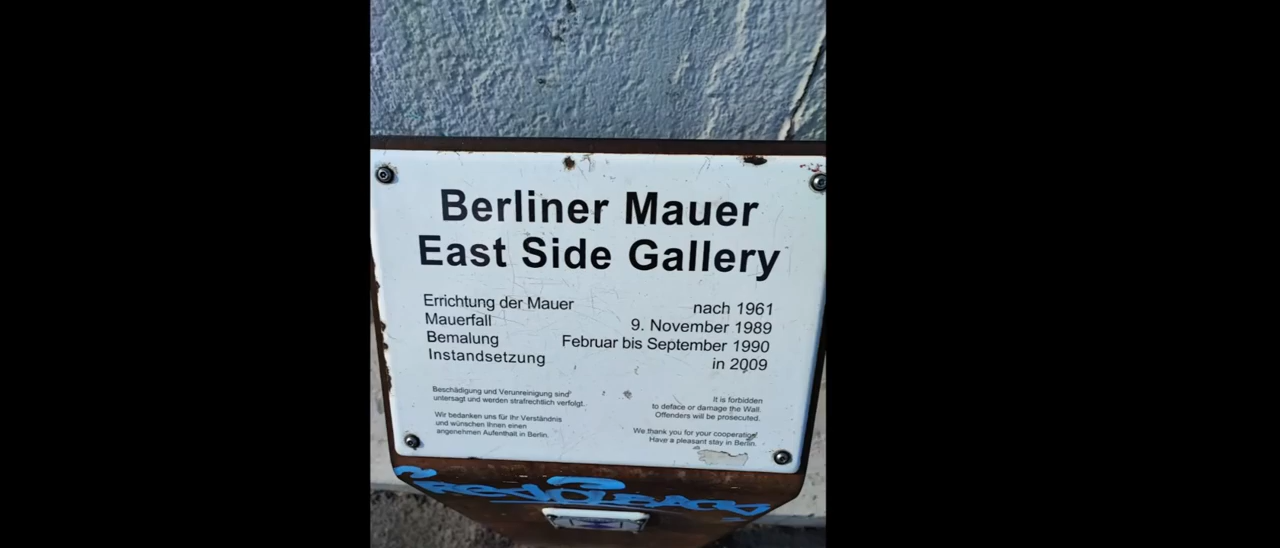 Berliner Mauer
East Side Gallery
Errichtung der Mauer nach 1961
Mauerfall 9. November 1989
Bemalung Februar bis September 1990
Instandsetzung in 2009
Beschädigung und Verunreinigung sind
untersagt und werden strafrechtlich verfolgt.
Wir bedanken uns für Ihr Verständnis
und wünschen Ihnen einen
angenehmen Aufenthalt in Berlin.
It is forbidden
to deface or damage the Wall.
Offenders will be prosecuted.
We thank you for your cooperation!
Have a pleasant stay in Berlin.